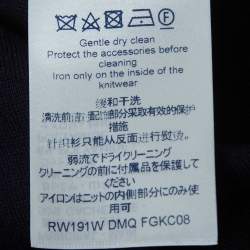 Gentle dry clean
Protect the accessories before
cleaning.
Iron only on the inside of the
knitwear
缓和干洗
清洗前请对配饰部分采取有效的保护
措施
针织衫只能从反面进行熨烫。
弱流でドライクリーニング
クリーニングの前に付属品を保護してく
ださい
アイロンはニットの内側部分にのみ使用
可
RW191W DMQ FGKC08